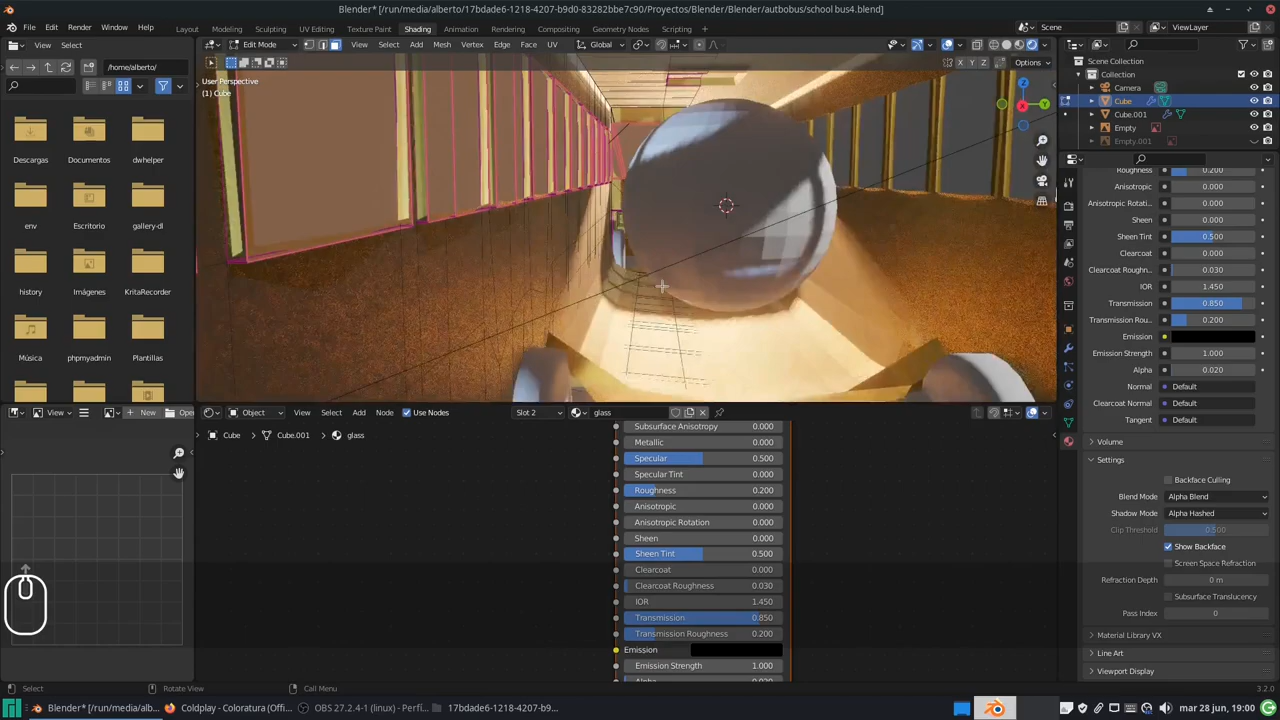 Blender* [/run/media/alberto/17bdade6-1218-4207-b9d0-83282bbe7c90/Proyectos/Blender/Blender/autbobus/school bus4.blend]
File Edit Render Window Help
Layout Modeling Sculpting UV Editing Texture Paint Shading Animation Rendering Compositing Geometry Nodes Scripting
Scene
ViewLayer
View Select
/home/alberto/
Descargas Documentos dwhelper
env Escritorio gallery-dl
history Imágenes KritaRecorder
Música phpmyadmin Plantillas
Edit Mode View Select Add Mesh Vertex Edge Face UV Global
X Y Z Options
User Perspective
(1) Cube
Scene Collection
Collection
Camera
Cube
Cube.001
Empty
Empty.001
Roughness 0.200
Anisotropic 0.000
Anisotropic Rotati.. 0.000
Sheen 0.000
Sheen Tint 0.500
Clearcoat 0.000
Clearcoat Roughn.. 0.030
IOR 1.450
Transmission 0.850
Transmission Rou.. 0.200
Emission
Emission Strength 1.000
Alpha 0.020
Normal Default
Clearcoat Normal Default
Tangent Default
Volume
Settings
Backface Culling
Blend Mode Alpha Blend
Shadow Mode Alpha Hashed
Clip Threshold 0.500
Show Backface
Screen Space Refraction
Refraction Depth 0 m
Subsurface Translucency
Pass Index 0
Material Library VX
Line Art
Viewport Display
View New Open
Object View Select Add Node Use Nodes Slot 2 glass
Cube Cube.001 glass
Subsurface Anisotropy 0.000
Metallic 0.000
Specular 0.500
Specular Tint 0.000
Roughness 0.200
Anisotropic 0.000
Anisotropic Rotation 0.000
Sheen 0.000
Sheen Tint 0.500
Clearcoat 0.000
Clearcoat Roughness 0.030
IOR 1.450
Transmission 0.850
Transmission Roughness 0.200
Emission
Emission Strength 1.000
Select Rotate View Call Menu 3.2.0
Blender* [/run/media/alb... Coldplay - Coloratura (Offi... OBS 27.2.4-1 (linux) - Perfi... 17bdade6-1218-4207-b9...
mar 28 jun, 19:00